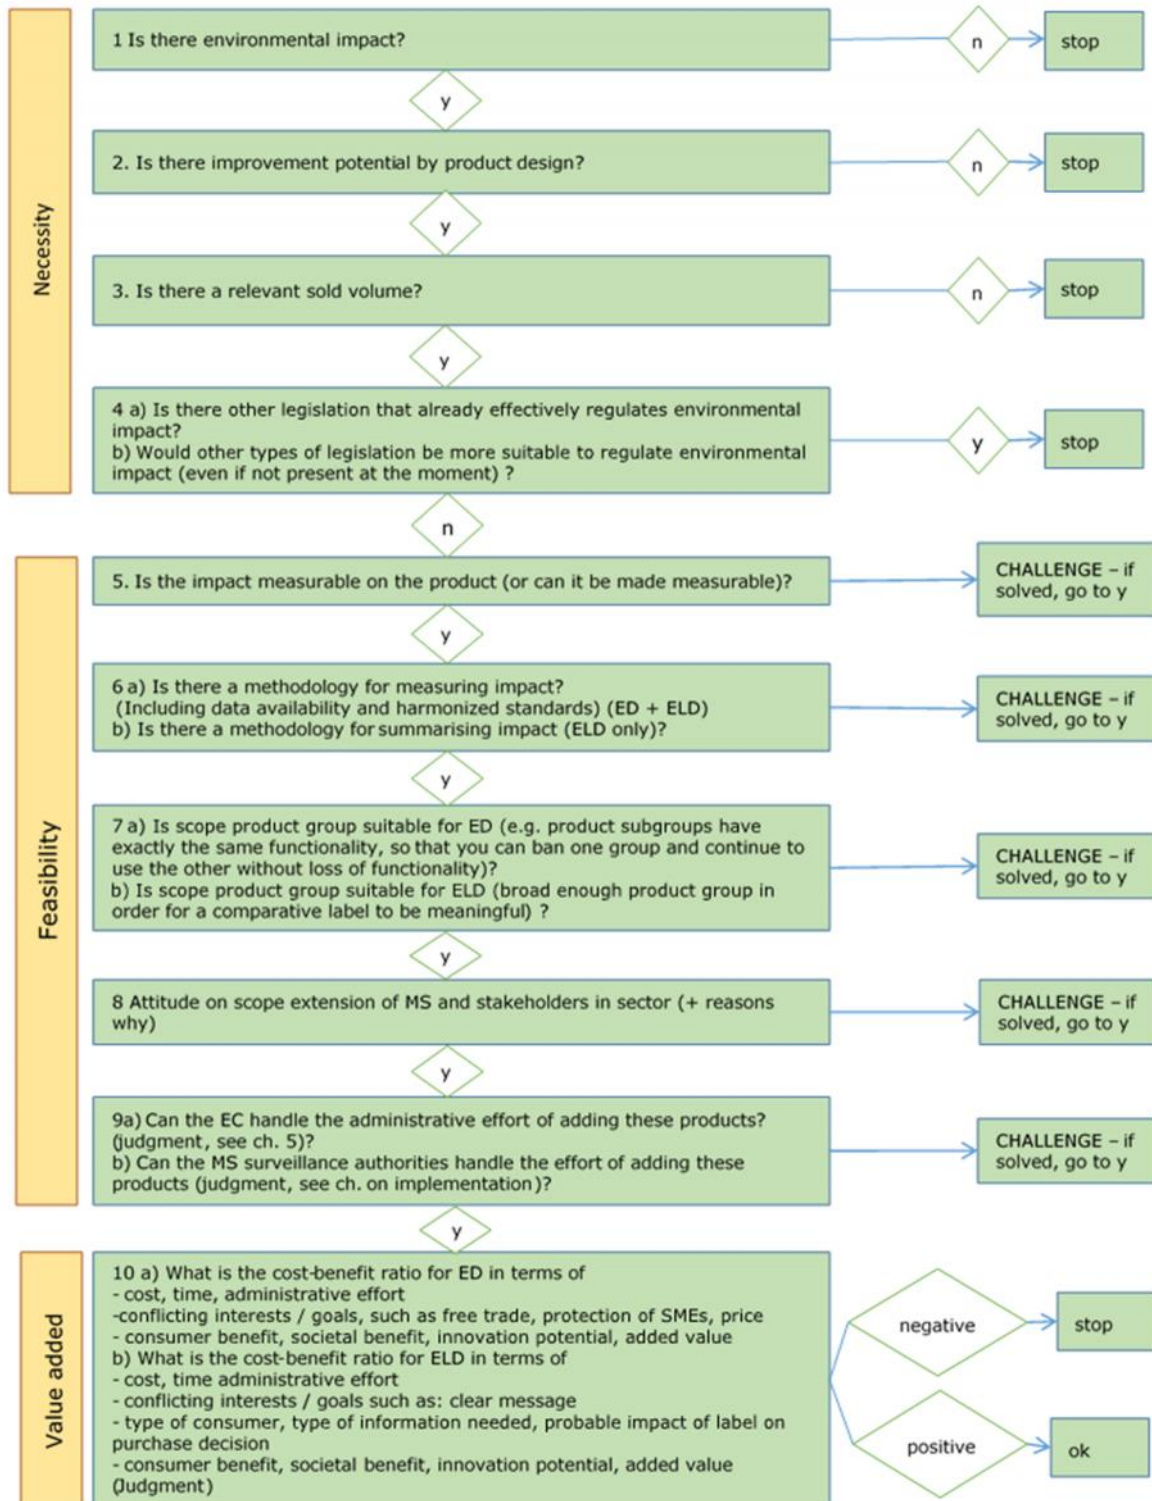 Necessity
1 Is there environmental impact?
n
stop
y
2. Is there improvement potential by product design?
n
stop
y
3. Is there a relevant sold volume?
n
stop
y
4 a) Is there other legislation that already effectively regulates environmental
impact?
b) Would other types of legislation be more suitable to regulate environmental
impact (even if not present at the moment) ?
y
stop
n
Feasibility
5. Is the impact measurable on the product (or can it be made measurable)?
CHALLENGE – if
solved, go to y
y
6 a) Is there a methodology for measuring impact?
(Including data availability and harmonized standards) (ED + ELD)
b) Is there a methodology for summarising impact (ELD only)?
CHALLENGE – if
solved, go to y
y
7 a) Is scope product group suitable for ED (e.g. product subgroups have
exactly the same functionality, so that you can ban one group and continue to
use the other without loss of functionality)?
b) Is scope product group suitable for ELD (broad enough product group in
order for a comparative label to be meaningful) ?
CHALLENGE – if
solved, go to y
y
8 Attitude on scope extension of MS and stakeholders in sector (+ reasons
why)
CHALLENGE – if
solved, go to y
y
9a) Can the EC handle the administrative effort of adding these products?
(judgment, see ch. 5)?
b) Can the MS surveillance authorities handle the effort of adding these
products (judgment, see ch. on implementation)?
CHALLENGE – if
solved, go to y
y
Value added
10 a) What is the cost-benefit ratio for ED in terms of
- cost, time, administrative effort
-conflicting interests / goals, such as free trade, protection of SMEs, price
- consumer benefit, societal benefit, innovation potential, added value
b) What is the cost-benefit ratio for ELD in terms of
- cost, time administrative effort
- conflicting interests / goals such as: clear message
- type of consumer, type of information needed, probable impact of label on
purchase decision
- consumer benefit, societal benefit, innovation potential, added value
(Judgment)
negative
stop
positive
ok